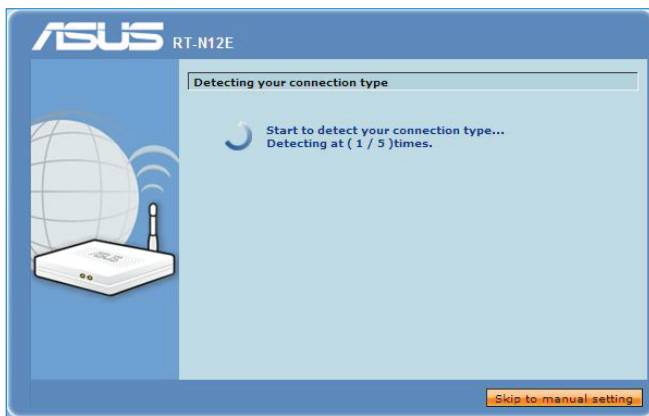 ASUS RT-N12E
Detecting your connection type
Start to detect your connection type...
Detecting at ( 1 / 5 )times.
ASUS
Skip to manual setting